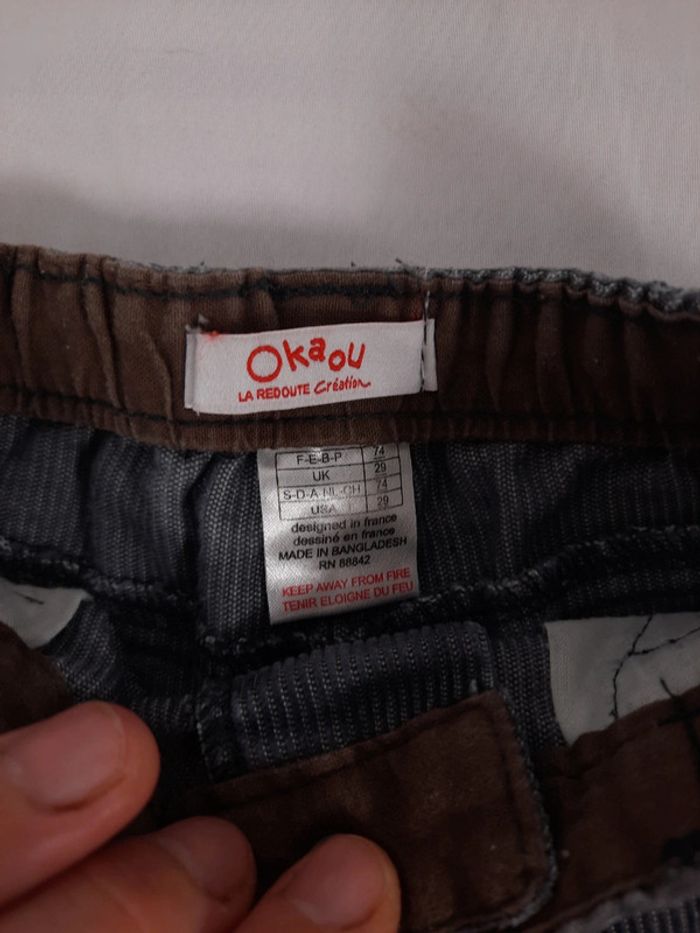 Okaou
LA REDOUTE Création
F-E-B-P 74
UK 29
S-D-A-NL-CH 74
USA 29
designed in france
dessiné en france
MADE IN BANGLADESH
RN 88842
KEEP AWAY FROM FIRE
TENIR ELOIGNE DU FEU